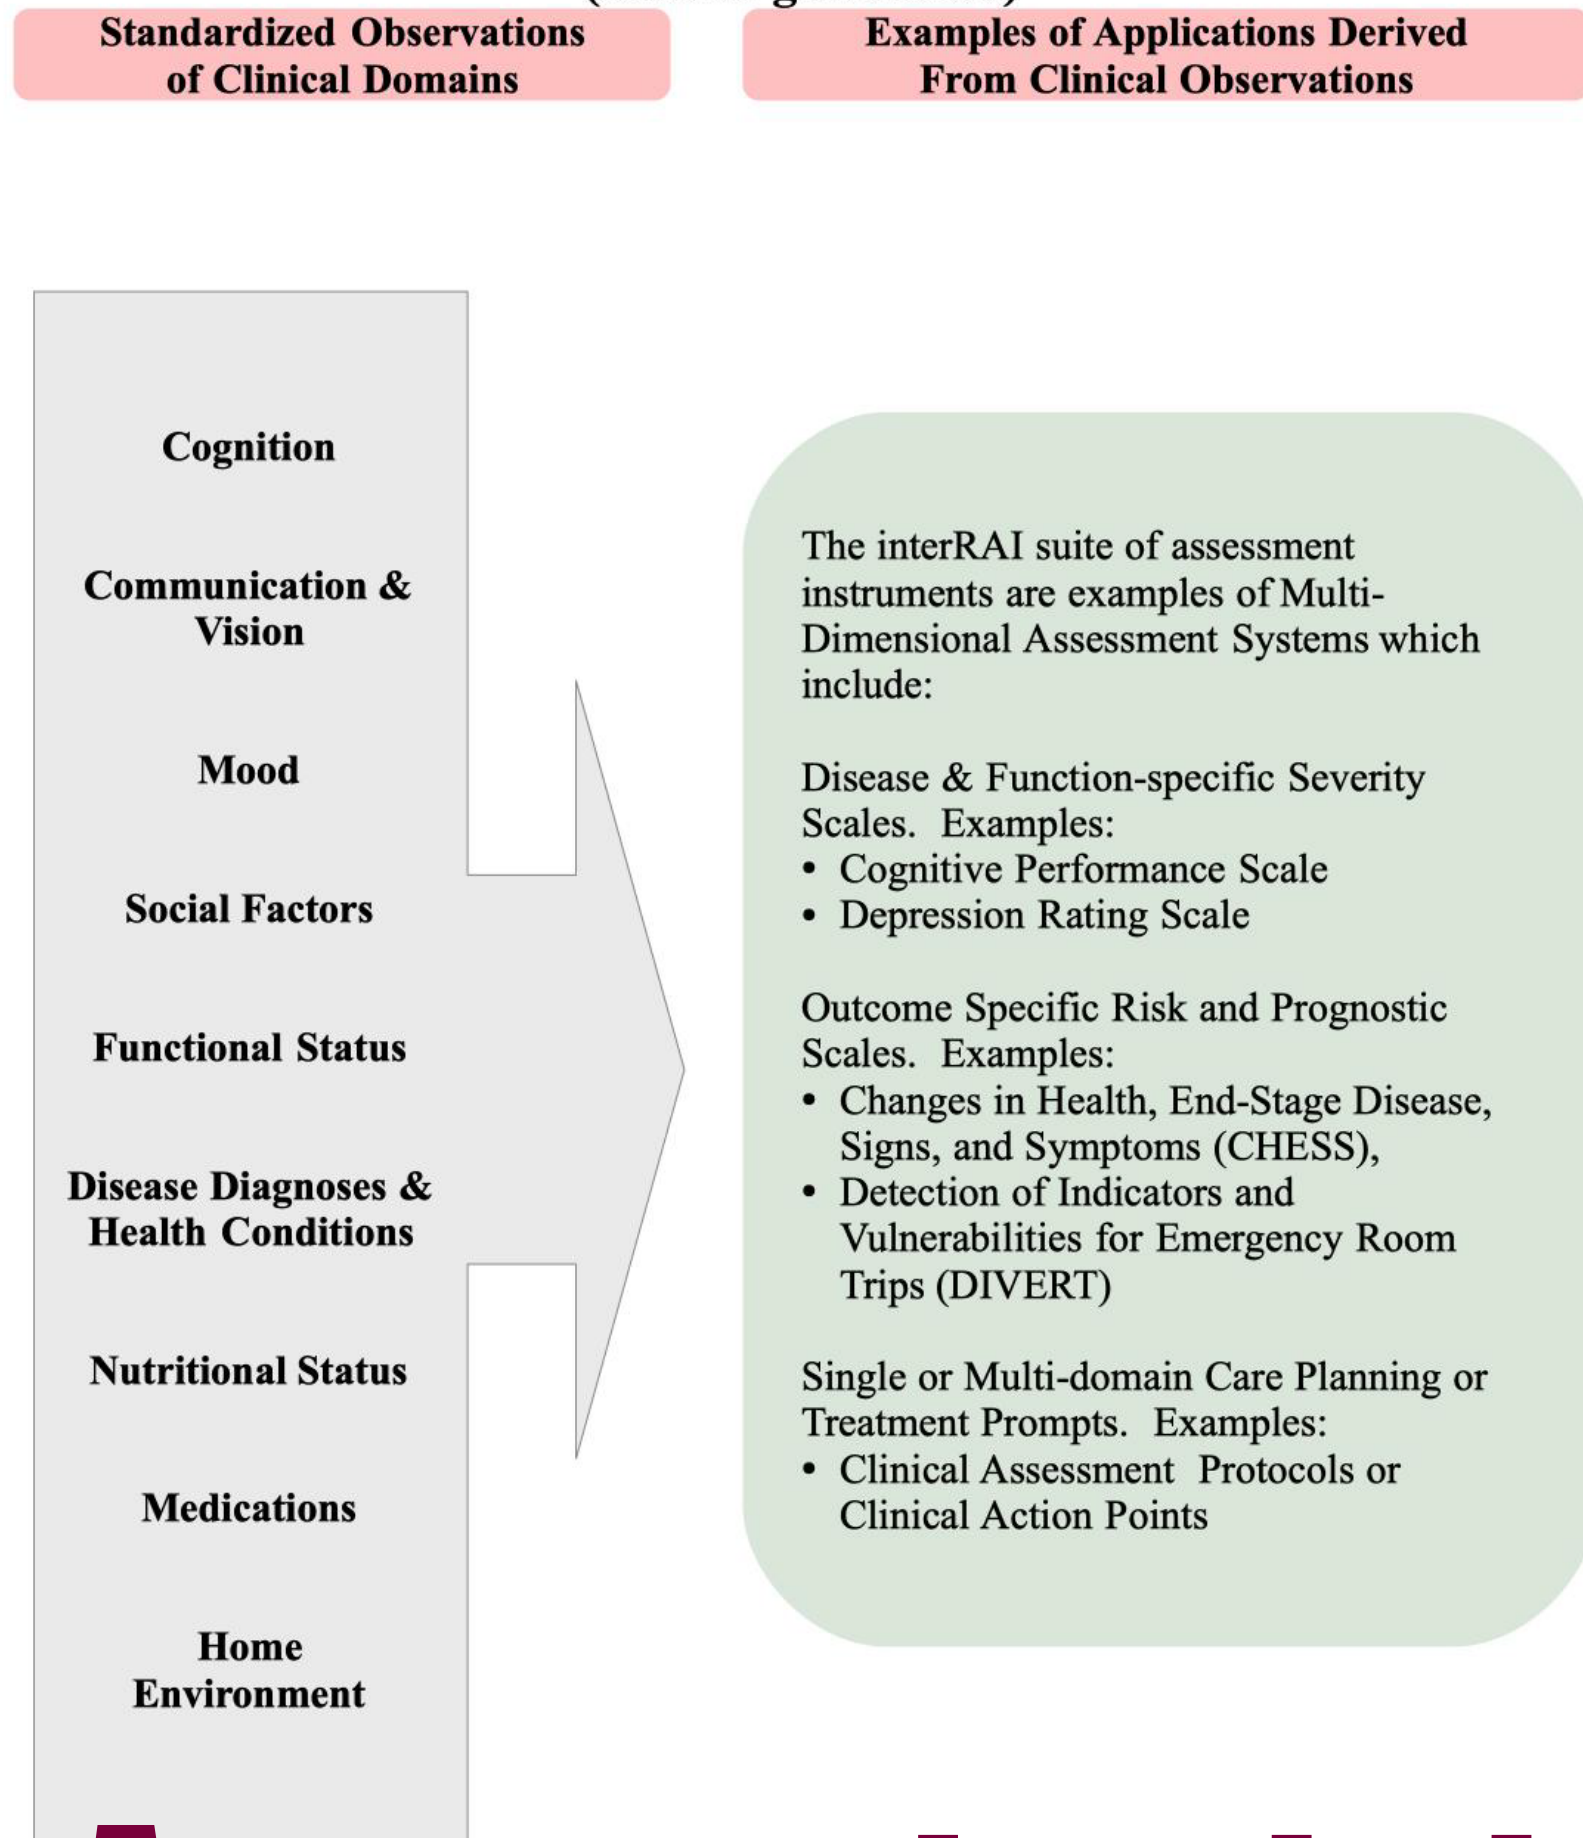 Standardized Observations
of Clinical Domains
Examples of Applications Derived
From Clinical Observations
Cognition
Communication &
Vision
Mood
Social Factors
Functional Status
Disease Diagnoses &
Health Conditions
Nutritional Status
Medications
Home
Environment
The interRAI suite of assessment
instruments are examples of Multi-
Dimensional Assessment Systems which
include:
Disease & Function-specific Severity
Scales.  Examples:
• Cognitive Performance Scale
• Depression Rating Scale
Outcome Specific Risk and Prognostic
Scales.  Examples:
• Changes in Health, End-Stage Disease,
Signs, and Symptoms (CHESS),
• Detection of Indicators and
Vulnerabilities for Emergency Room
Trips (DIVERT)
Single or Multi-domain Care Planning or
Treatment Prompts.  Examples:
• Clinical Assessment  Protocols or
Clinical Action Points